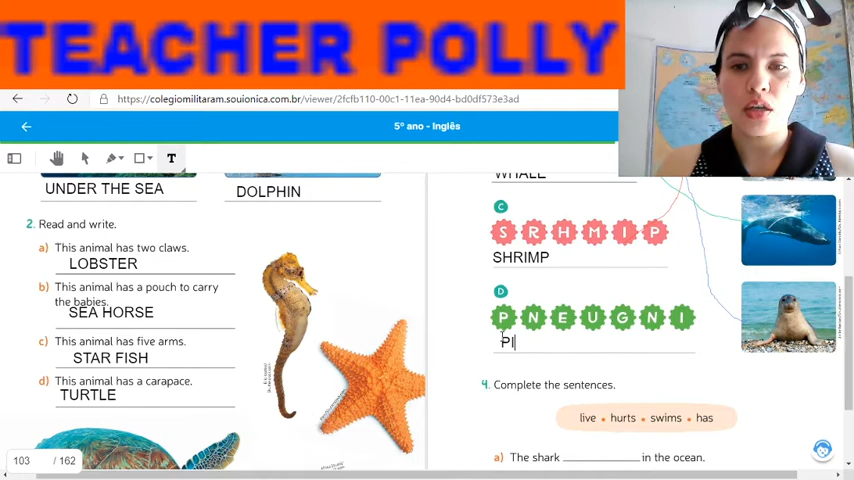 TEACHER POLLY
https://colegiomilitaram.souionica.com.br/viewer/2fcfb110-00c1-11ea-90d4-bd0df573e3ad
5º ano - Inglês
T
UNDER THE SEA
DOLPHIN
2. Read and write.
a) This animal has two claws.
LOBSTER
b) This animal has a pouch to carry
the babies.
SEA HORSE
c) This animal has five arms.
STAR FISH
d) This animal has a carapace.
TURTLE
103 / 162
WHALE
C
S R H M I P
SHRIMP
D
P N E U G N I
PI
4. Complete the sentences.
live • hurts • swims • has
a) The shark ____________ in the ocean.